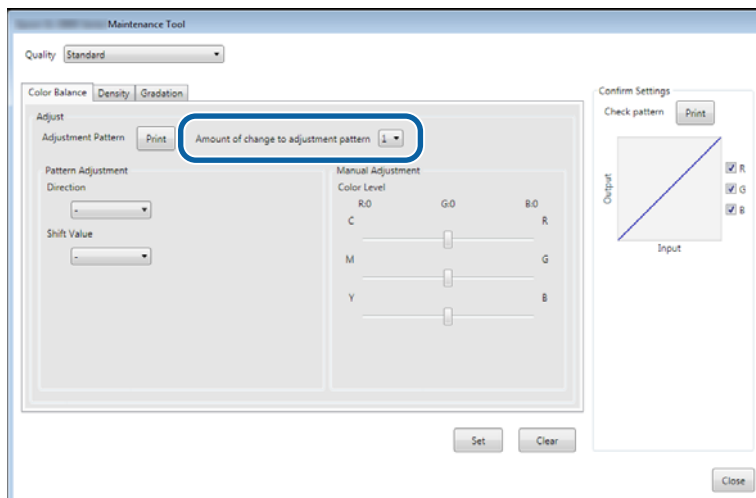 Maintenance Tool
Quality Standard
Color Balance Density Gradation
Adjust
Adjustment Pattern Print Amount of change to adjustment pattern 1
Pattern Adjustment
Direction
-
Shift Value
-
Manual Adjustment
Color Level
R:0 G:0 B:0
C R
M G
Y B
Set Clear
Confirm Settings
Check pattern Print
Output
R
G
B
Input
Close